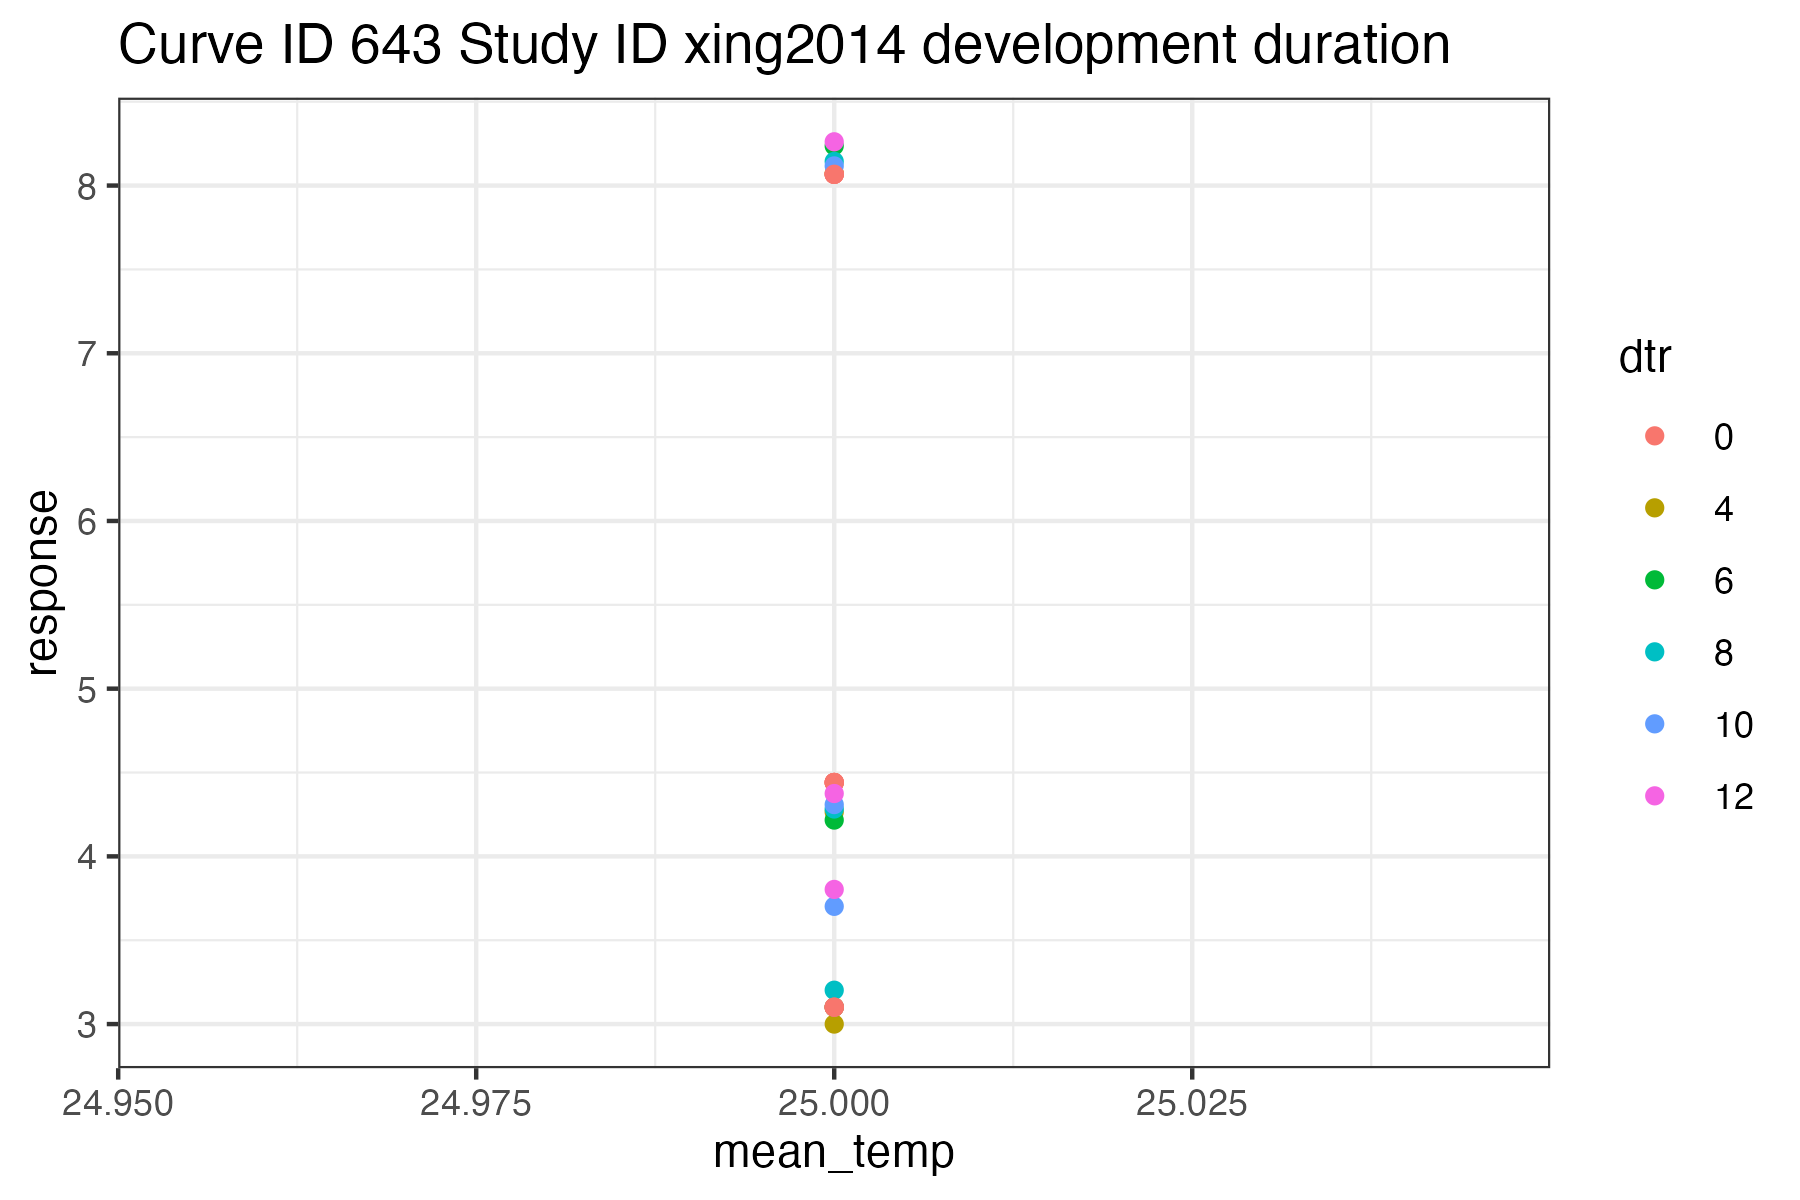 Curve ID 643 Study ID xing2014 development duration
response
8
7
6
5
4
3
24.950 24.975 25.000 25.025
mean_temp
dtr
0
4
6
8
10
12